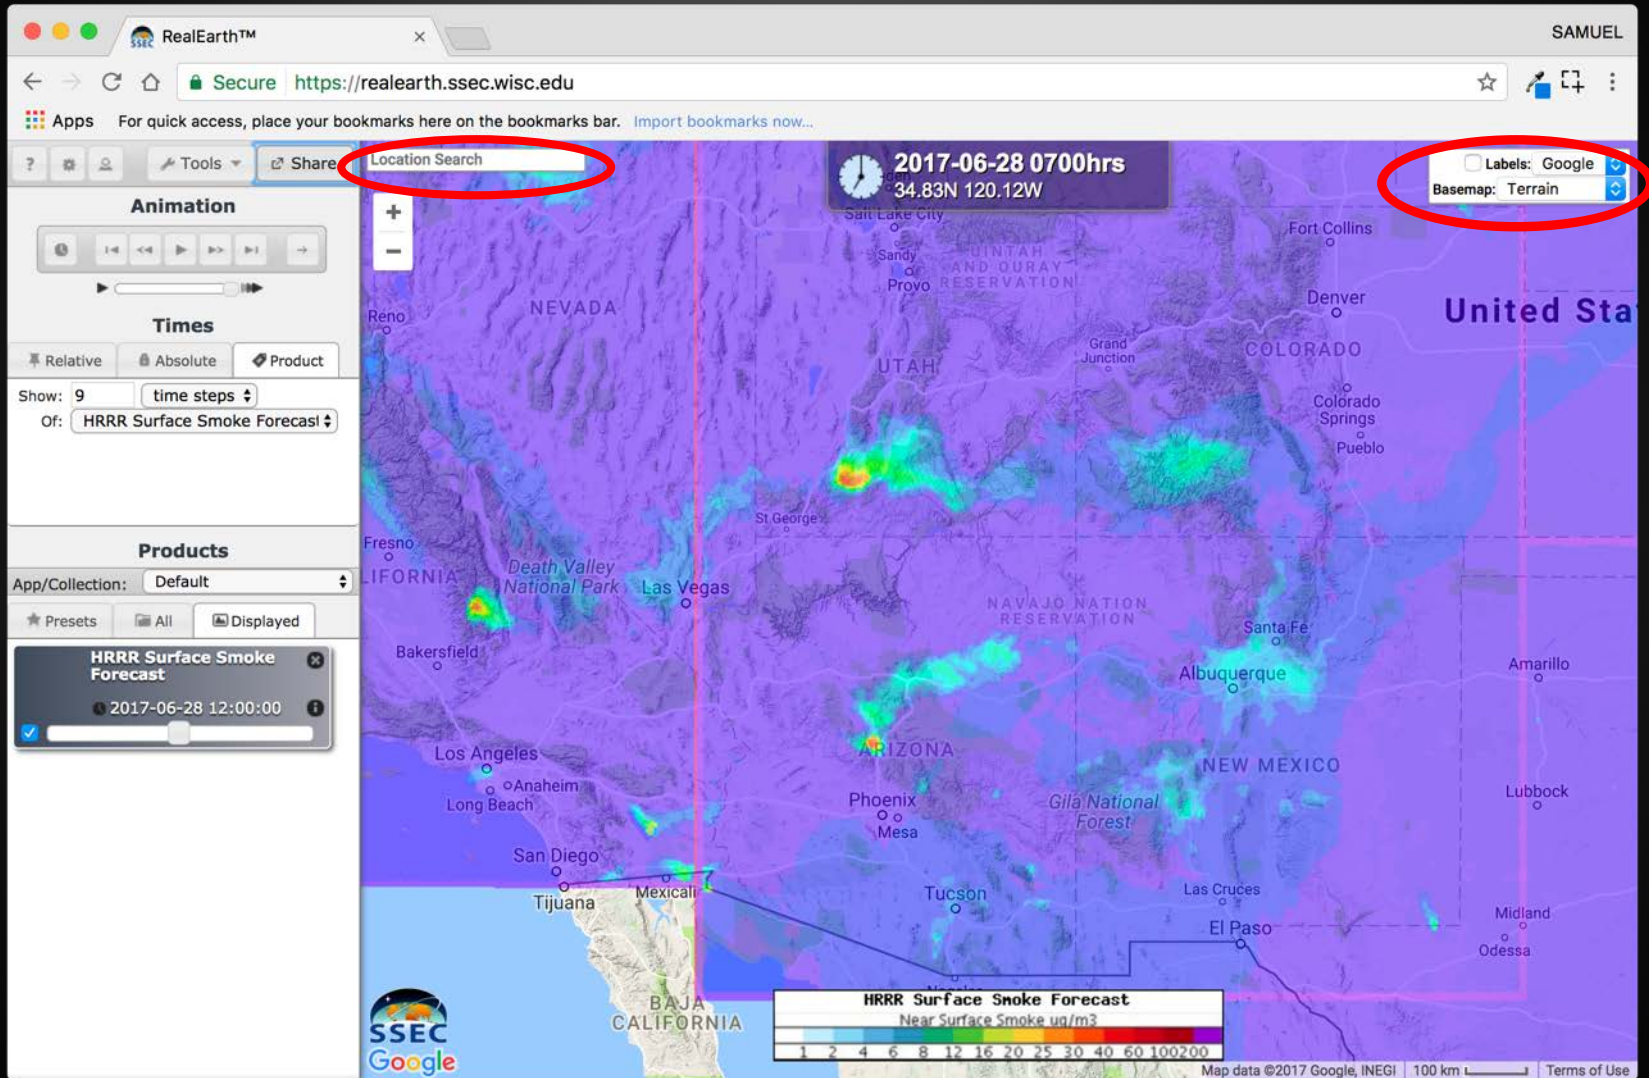 RealEarth™
SAMUEL
Secure https://realearth.ssec.wisc.edu
Apps For quick access, place your bookmarks here on the bookmarks bar. Import bookmarks now...
? Tools Share
Location Search
2017-06-28 0700hrs
34.83N 120.12W
Labels: Google
Basemap: Terrain
Animation
Times
Relative Absolute Product
Show: 9 time steps
Of: HRRR Surface Smoke Forecast
Products
App/Collection: Default
Presets All Displayed
HRRR Surface Smoke
Forecast
2017-06-28 12:00:00
Salt Lake City
Sandy
Provo
UINTAH
AND OURAY
RESERVATION
Fort Collins
Denver
United Sta
NEVADA
Reno
UTAH
Grand
Junction
COLORADO
Colorado
Springs
Pueblo
St George
Fresno
LIFORNIA
Death Valley
National Park
Las Vegas
NAVAJO NATION
RESERVATION
Santa Fe
Bakersfield
Albuquerque
Amarillo
Los Angeles
Anaheim
Long Beach
ARIZONA
NEW MEXICO
Phoenix
Mesa
Gila National
Forest
Lubbock
San Diego
Tijuana
Mexicali
Tucson
Las Cruces
El Paso
Midland
Odessa
BAJA
CALIFORNIA
SSEC
Google
HRRR Surface Smoke Forecast
Near Surface Smoke ug/m3
1 2 4 6 8 12 16 20 25 30 40 60 100 200
Map data ©2017 Google, INEGI 100 km Terms of Use